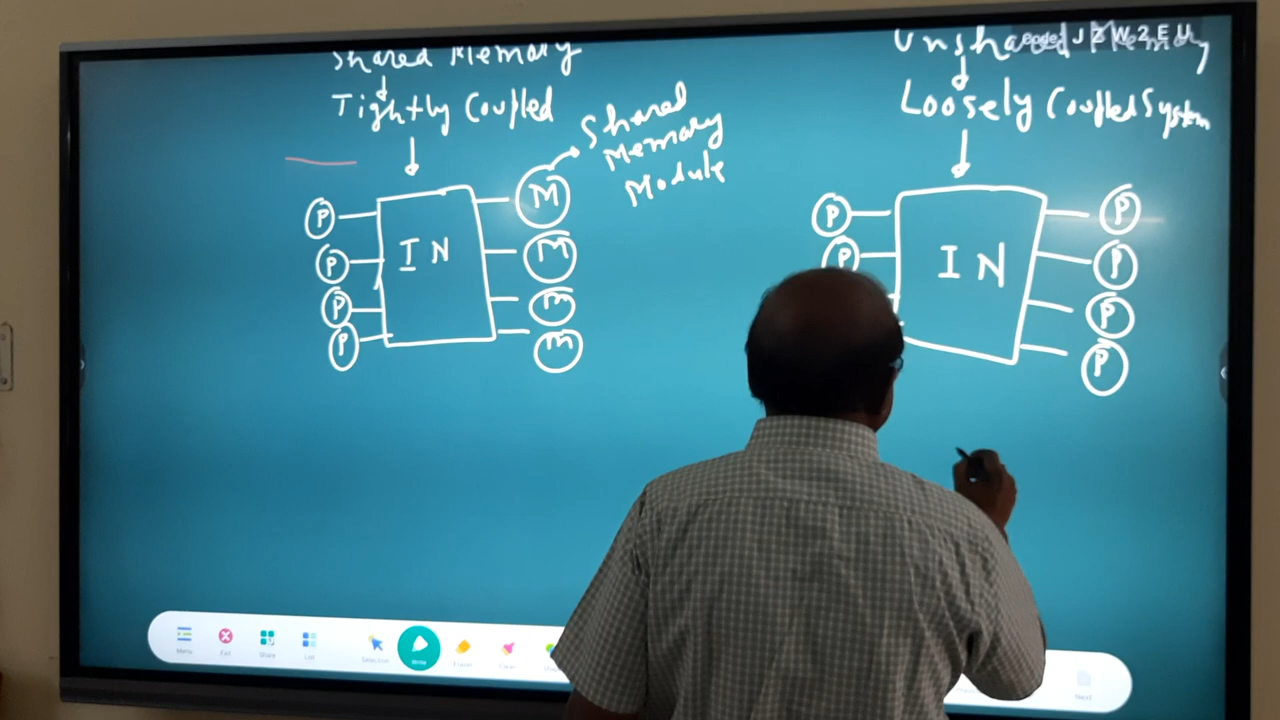 Shared Memory
Tightly Coupled
Shared
Memory
Module
P
P
P
P
IN
M
M
M
M
Unshared Memory
Loosely Coupled System
P
P
IN
P
P
P
P
Menu
Exit
Share
List
Selection
Write
Eraser
Next